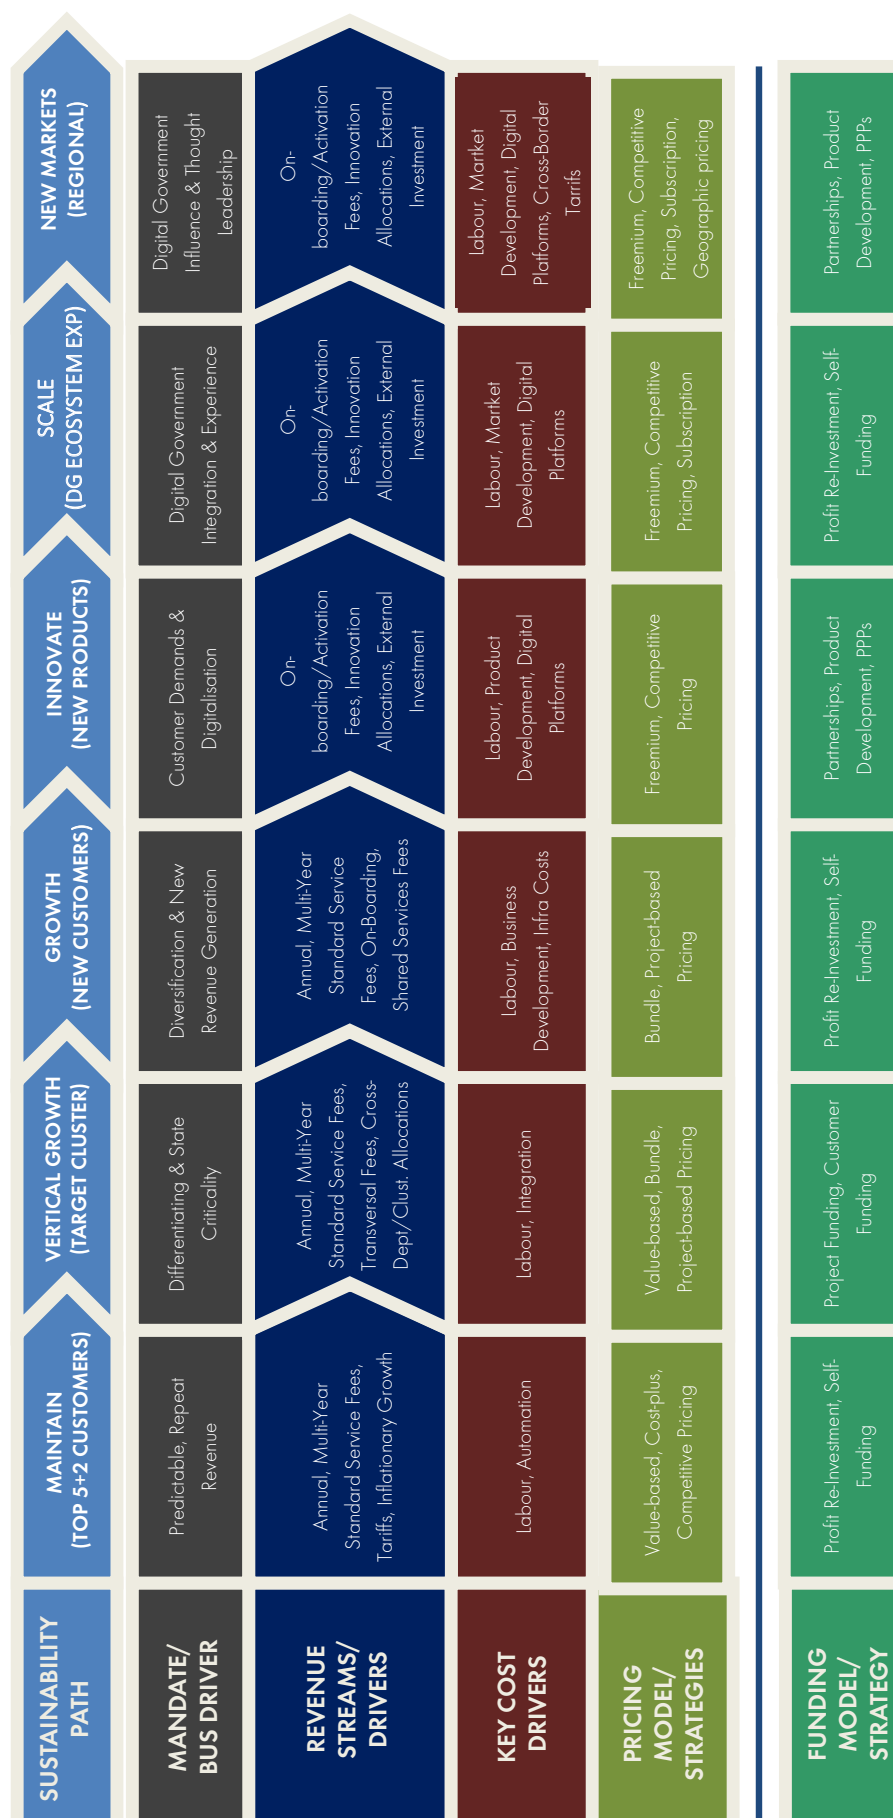 SUSTAINABILITY
PATH
MAINTAIN
(TOP 5+2 CUSTOMERS)
VERTICAL GROWTH
(TARGET CLUSTER)
GROWTH
(NEW CUSTOMERS)
INNOVATE
(NEW PRODUCTS)
SCALE
(DG ECOSYSTEM EXP)
NEW MARKETS
(REGIONAL)
MANDATE/
BUS DRIVER
Predictable, Repeat
Revenue
Differentiating & State
Criticality
Diversification & New
Revenue Generation
Customer Demands &
Digitalisation
Digital Government
Integration & Experience
Digital Government
Influence & Thought
Leadership
REVENUE
STREAMS/
DRIVERS
Annual, Multi-Year
Standard Service Fees,
Tariffs, Inflationary Growth
Annual, Multi-Year
Standard Service Fees,
Transversal Fees, Cross-
Dept/Clust. Allocations
Annual, Multi-Year
Standard Service
Fees, On-Boarding,
Shared Services Fees
On-
boarding/Activation
Fees, Innovation
Allocations, External
Investment
On-
boarding/Activation
Fees, Innovation
Allocations, External
Investment
On-
boarding/Activation
Fees, Innovation
Allocations, External
Investment
KEY COST
DRIVERS
Labour, Automation
Labour, Integration
Labour, Business
Development, Infra Costs
Labour, Product
Development, Digital
Platforms
Labour, Martket
Development, Digital
Platforms
Labour, Martket
Development, Digital
Platforms, Cross-Border
Tarrifs
PRICING
MODEL/
STRATEGIES
Value-based, Cost-plus,
Competitive Pricing
Value-based, Bundle,
Project-based Pricing
Bundle, Project-based
Pricing
Freemium, Competitive
Pricing
Freemium, Competitive
Pricing, Subscription
Freemium, Competitive
Pricing, Subscription,
Geographic pricing
FUNDING
MODEL/
STRATEGY
Profit Re-Investment, Self-
Funding
Project Funding, Customer
Funding
Profit Re-Investment, Self-
Funding
Partnerships, Product
Development, PPPs
Profit Re-Investment, Self-
Funding
Partnerships, Product
Development, PPPs